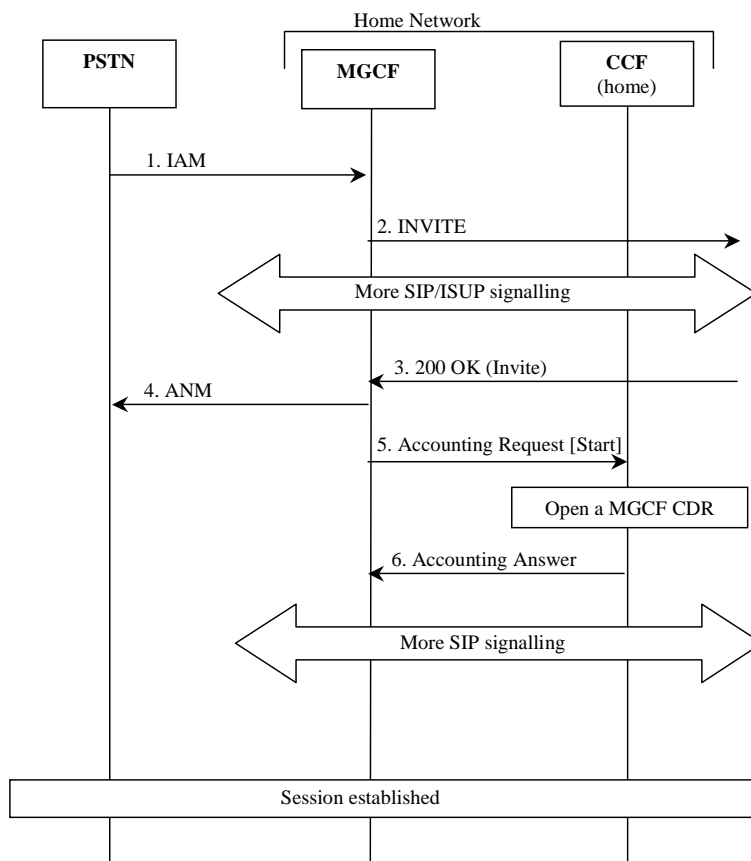 Home Network
PSTN
MGCF
CCF
(home)
1. IAM
2. INVITE
More SIP/ISUP signalling
3. 200 OK (Invite)
4. ANM
5. Accounting Request [Start]
Open a MGCF CDR
6. Accounting Answer
More SIP signalling
Session established